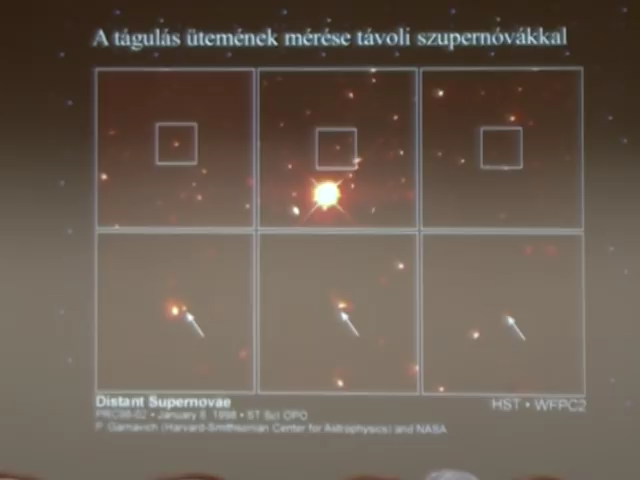 A tágulás ütemének mérése távoli szupernóvákkal
Distant Supernovae
HST • WFPC2
PRC98-02 • January 8, 1998 • ST ScI OPO
P. Garnavich (Harvard-Smithsonian Center for Astrophysics) and NASA